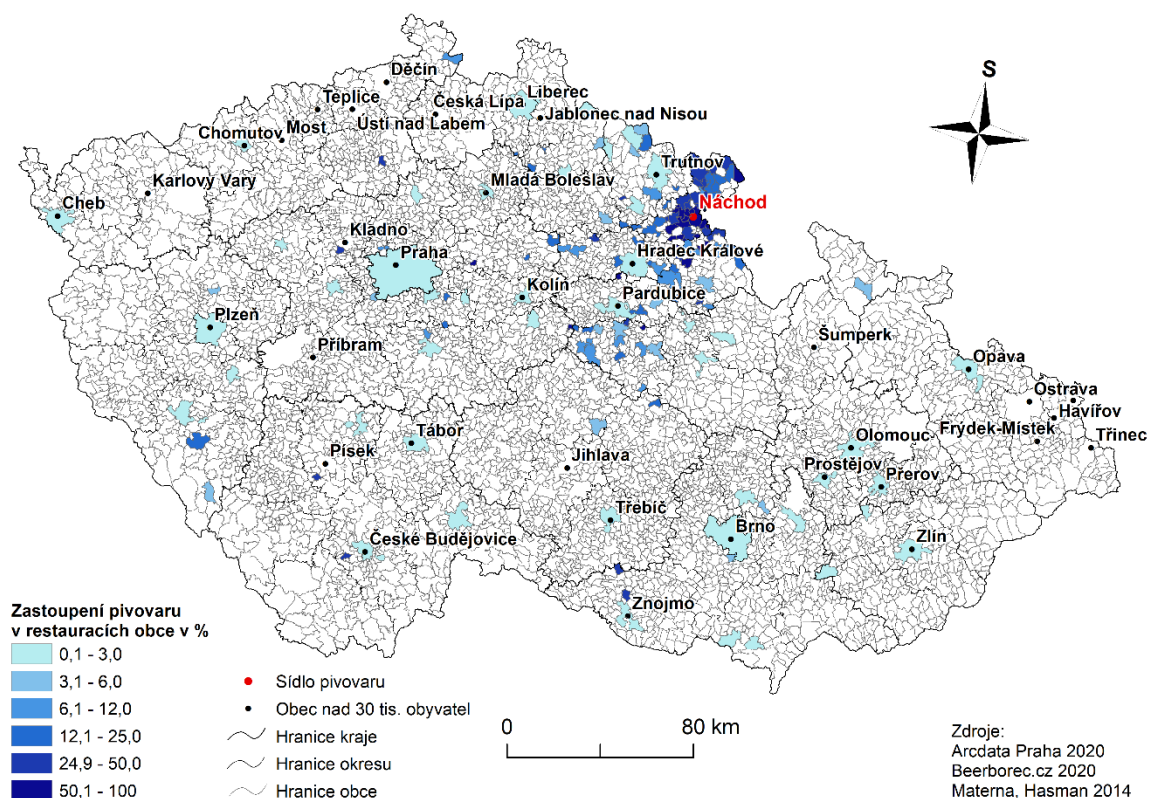 S
Děčín
Teplice
Ústí nad Labem
Česká Lípa
Liberec
Jablonec nad Nisou
Chomutov
Most
Trutnov
Karlovy Vary
Mladá Boleslav
Cheb
Náchod
Kladno
Praha
Hradec Králové
Kolín
Pardubice
Plzeň
Příbram
Šumperk
Opava
Ostrava
Havířov
Frýdek-Místek
Třinec
Tábor
Písek
Jihlava
Olomouc
Prostějov
Přerov
Třebíč
Brno
Zlín
České Budějovice
Znojmo
Zastoupení pivovaru
v restauracích obce v %
0,1 - 3,0
3,1 - 6,0
6,1 - 12,0
12,1 - 25,0
24,9 - 50,0
50,1 - 100
Sídlo pivovaru
Obec nad 30 tis. obyvatel
Hranice kraje
Hranice okresu
Hranice obce
0 80 km
Zdroje:
Arcdata Praha 2020
Beerborec.cz 2020
Materna, Hasman 2014